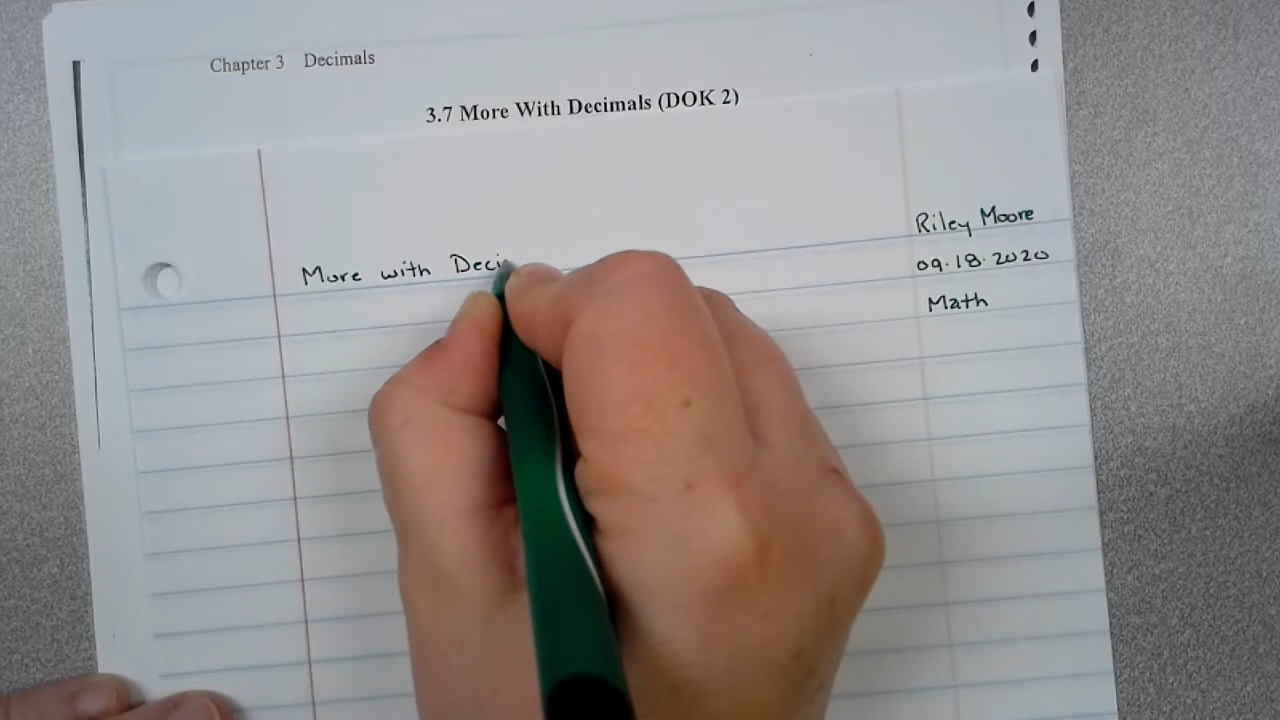 Chapter 3 Decimals
3.7 More With Decimals (DOK 2)
Riley Moore
More with Deci
09.18.2020
Math